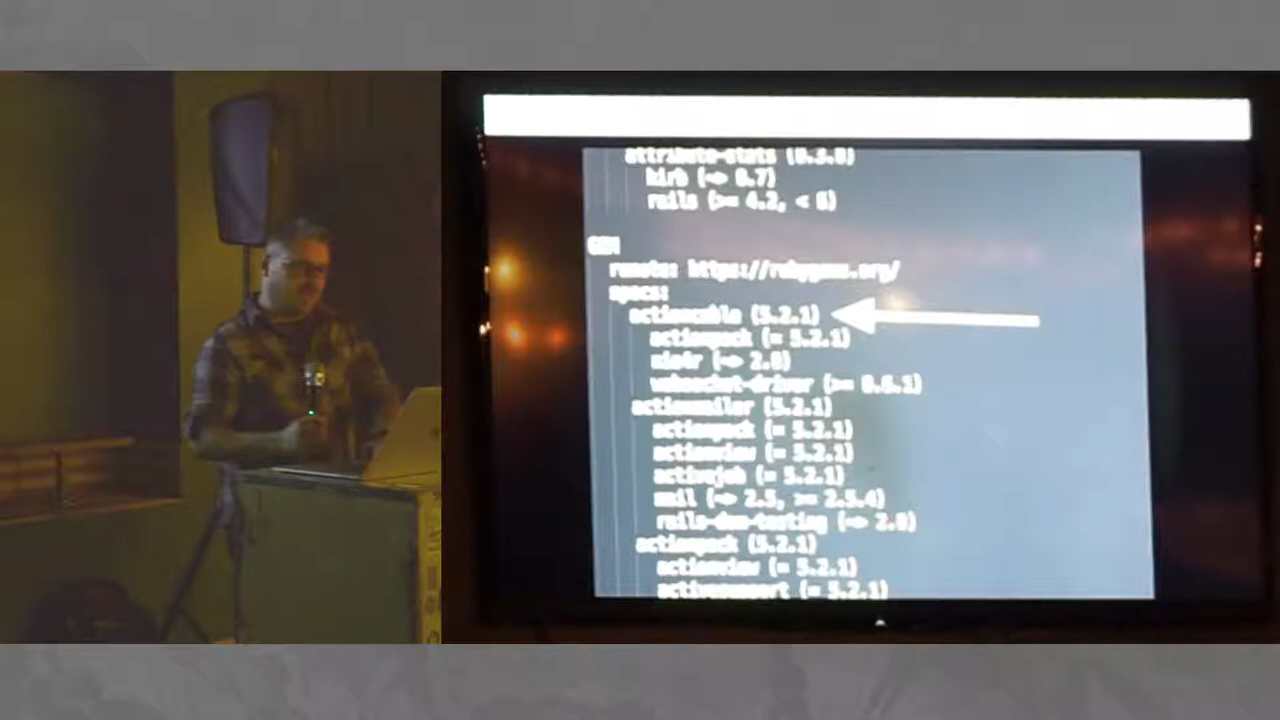 attribute-stats (0.3.0)
hirb (~> 0.7)
rails (>= 4.2, < 6)
GEM
remote: https://rubygems.org/
specs:
actioncable (5.2.1)
actionpack (= 5.2.1)
nio4r (~> 2.0)
websocket-driver (>= 0.6.1)
actionmailer (5.2.1)
actionpack (= 5.2.1)
actionview (= 5.2.1)
activejob (= 5.2.1)
mail (~> 2.5, >= 2.5.4)
rails-dom-testing (~> 2.0)
actionpack (5.2.1)
actionview (= 5.2.1)
activesupport (= 5.2.1)